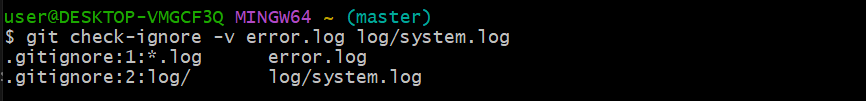 user@DESKTOP-VMGCF3Q MINGW64 ~ (master)
$ git check-ignore -v error.log log/system.log
.gitignore:1:*.log      error.log
.gitignore:2:log/       log/system.log